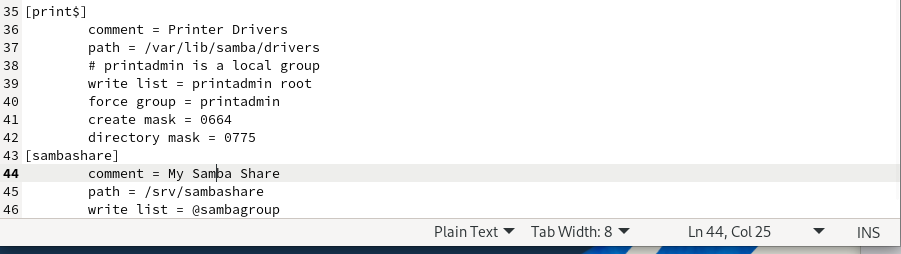 35 [print$]
36 comment = Printer Drivers
37 path = /var/lib/samba/drivers
38 # printadmin is a local group
39 write list = printadmin root
40 force group = printadmin
41 create mask = 0664
42 directory mask = 0775
43 [sambashare]
44 comment = My Samba Share
45 path = /srv/sambashare
46 write list = @sambagroup
Plain Text Tab Width: 8 Ln 44, Col 25 INS